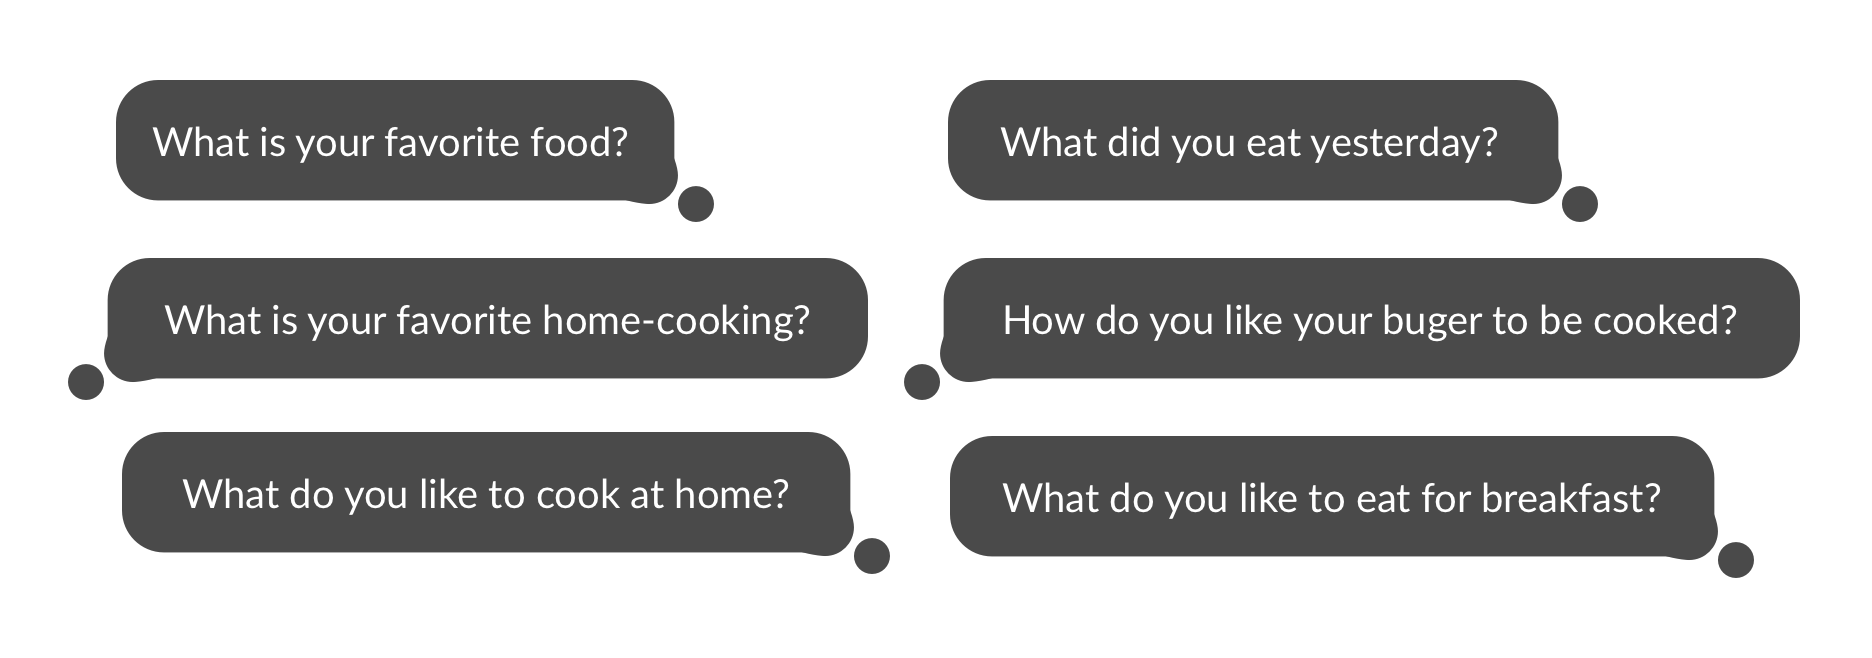 What is your favorite food?
What did you eat yesterday?
What is your favorite home-cooking?
How do you like your buger to be cooked?
What do you like to cook at home?
What do you like to eat for breakfast?